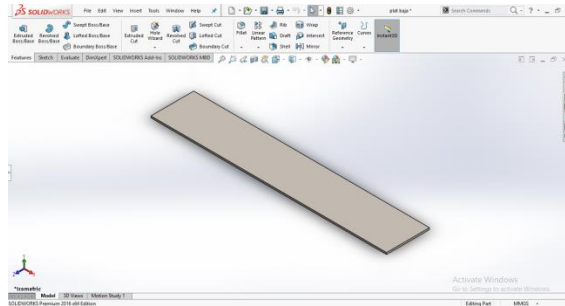 SOLIDWORKS File Edit View Insert Tools Window Help plat baja * Search Commands
Extruded Boss/Base
Revolved Boss/Base
Swept Boss/Base
Lofted Boss/Base
Boundary Boss/Base
Extruded Cut
Hole Wizard
Revolved Cut
Swept Cut
Lofted Cut
Boundary Cut
Fillet
Linear Pattern
Rib
Draft
Shell
Wrap
Intersect
Mirror
Reference Geometry
Curves
Instant3D
Features Sketch Evaluate DimXpert SOLIDWORKS Add-Ins SOLIDWORKS MBD
*Isometric
Model 3D Views Motion Study 1
Activate Windows
Go to Settings to activate Windows.
SOLIDWORKS Premium 2016 x64 Edition Editing Part MMGS